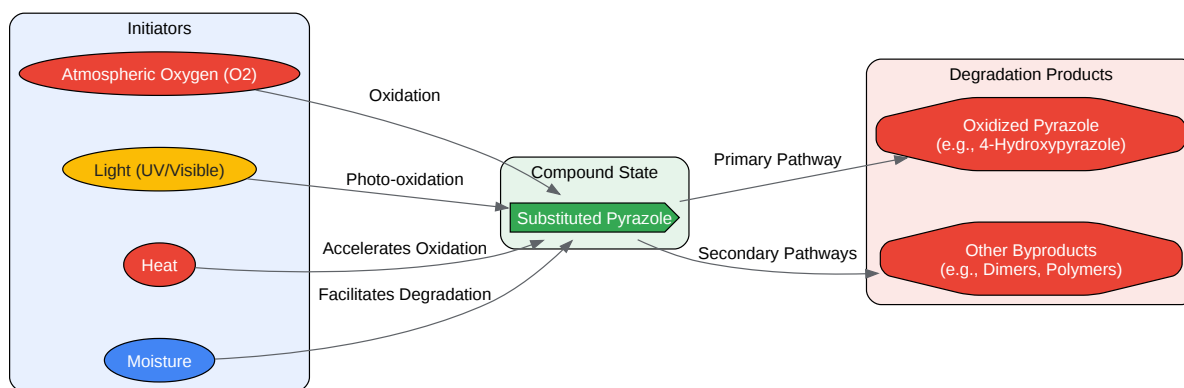 Initiators
Atmospheric Oxygen (O2)
Light (UV/Visible)
Heat
Moisture
Oxidation
Photo-oxidation
Accelerates Oxidation
Facilitates Degradation
Compound State
Substituted Pyrazole
Primary Pathway
Secondary Pathways
Degradation Products
Oxidized Pyrazole
(e.g., 4-Hydroxypyrazole)
Other Byproducts
(e.g., Dimers, Polymers)